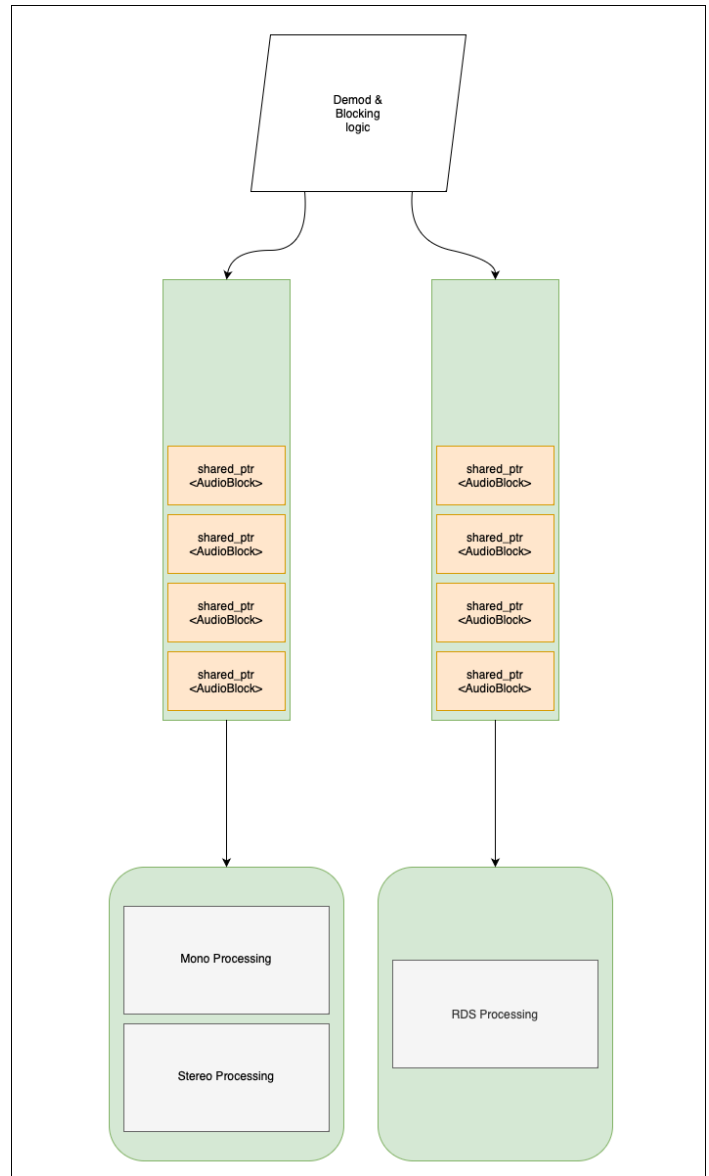 Demod &
Blocking
logic
shared_ptr
<AudioBlock>
shared_ptr
<AudioBlock>
shared_ptr
<AudioBlock>
shared_ptr
<AudioBlock>
shared_ptr
<AudioBlock>
shared_ptr
<AudioBlock>
shared_ptr
<AudioBlock>
shared_ptr
<AudioBlock>
Mono Processing
Stereo Processing
RDS Processing